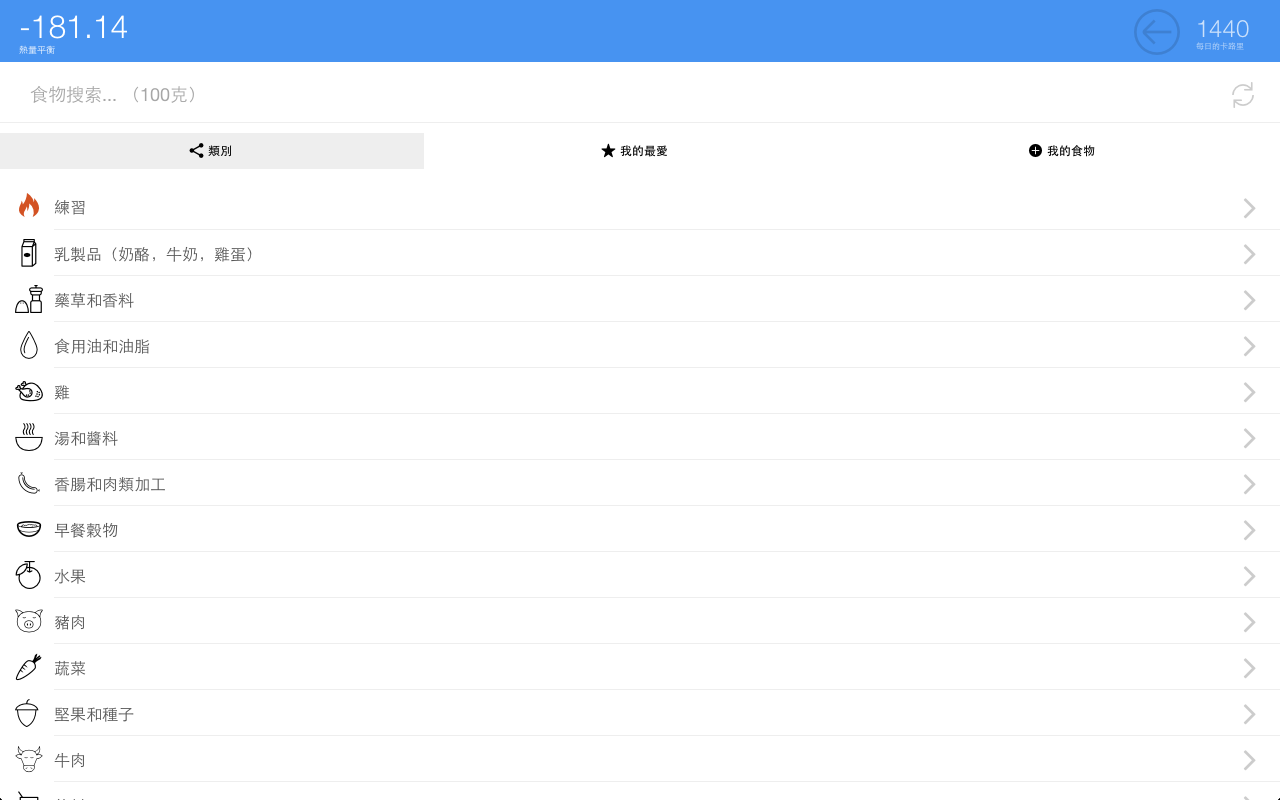 -181.14
熱量平衡
1440
每日的卡路里
食物搜索... （100克）
類別
我的最愛
我的食物
練習
乳製品（奶酪，牛奶，雞蛋）
藥草和香料
食用油和油脂
雞
湯和醬料
香腸和肉類加工
早餐穀物
水果
豬肉
蔬菜
堅果和種子
牛肉